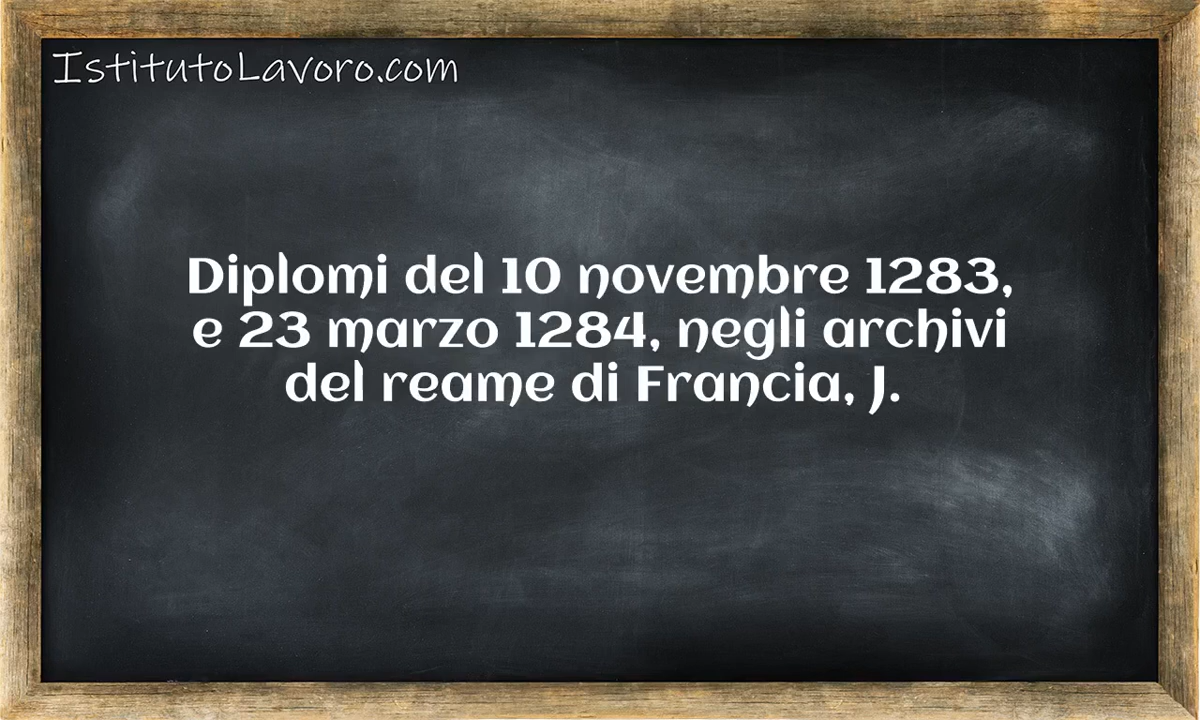 IstitutoLavoro.com
Diplomi del 10 novembre 1283,
e 23 marzo 1284, negli archivi
del reame di Francia, J.